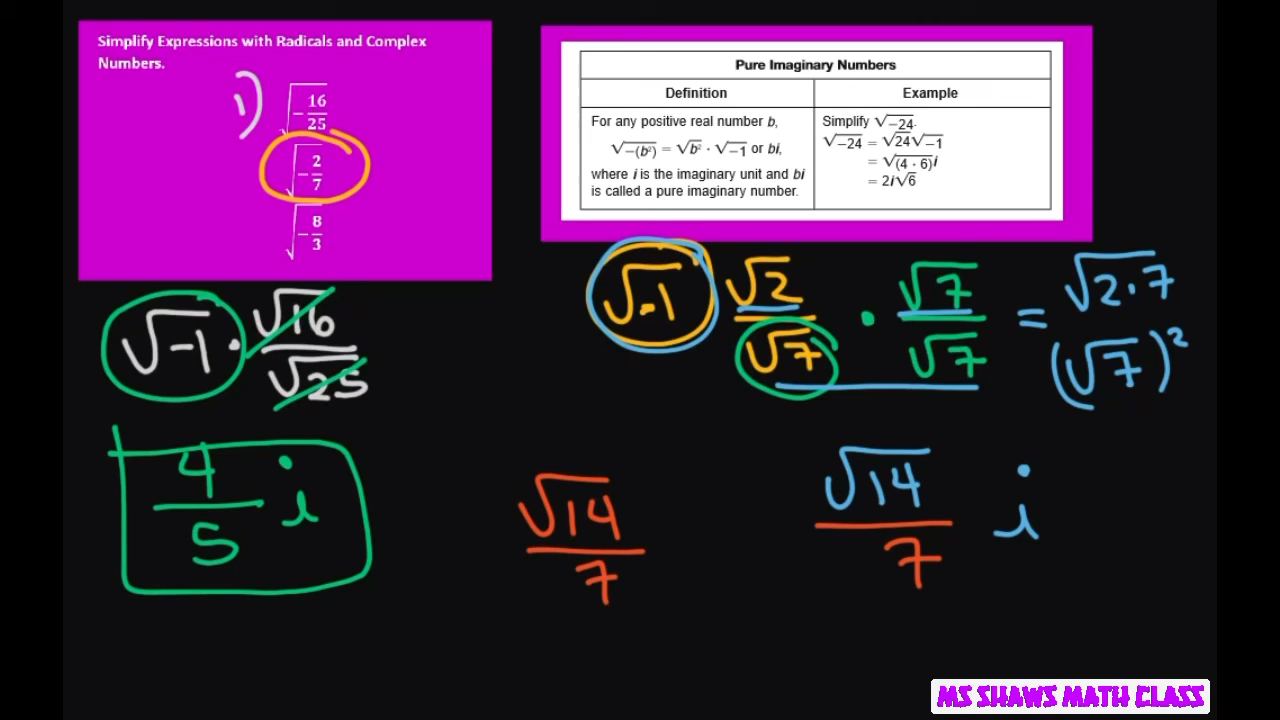 Simplify Expressions with Radicals and Complex
Numbers.
1)
√(-16/25)
√(-2/7)
√(-8/3)
Pure Imaginary Numbers
Definition
For any positive real number b,
√-(b²) = √b² · √-1 or bi,
where i is the imaginary unit and bi
is called a pure imaginary number.
Example
Simplify √-24.
√-24 = √24√-1
= √(4 · 6)i
= 2i√6
√-1 · √16/√25
4/5 i
√-1 √2/√7 · √7/√7 = √2·7/(√7)²
√14/7
√14/7 i
MS SHAWS MATH CLASS